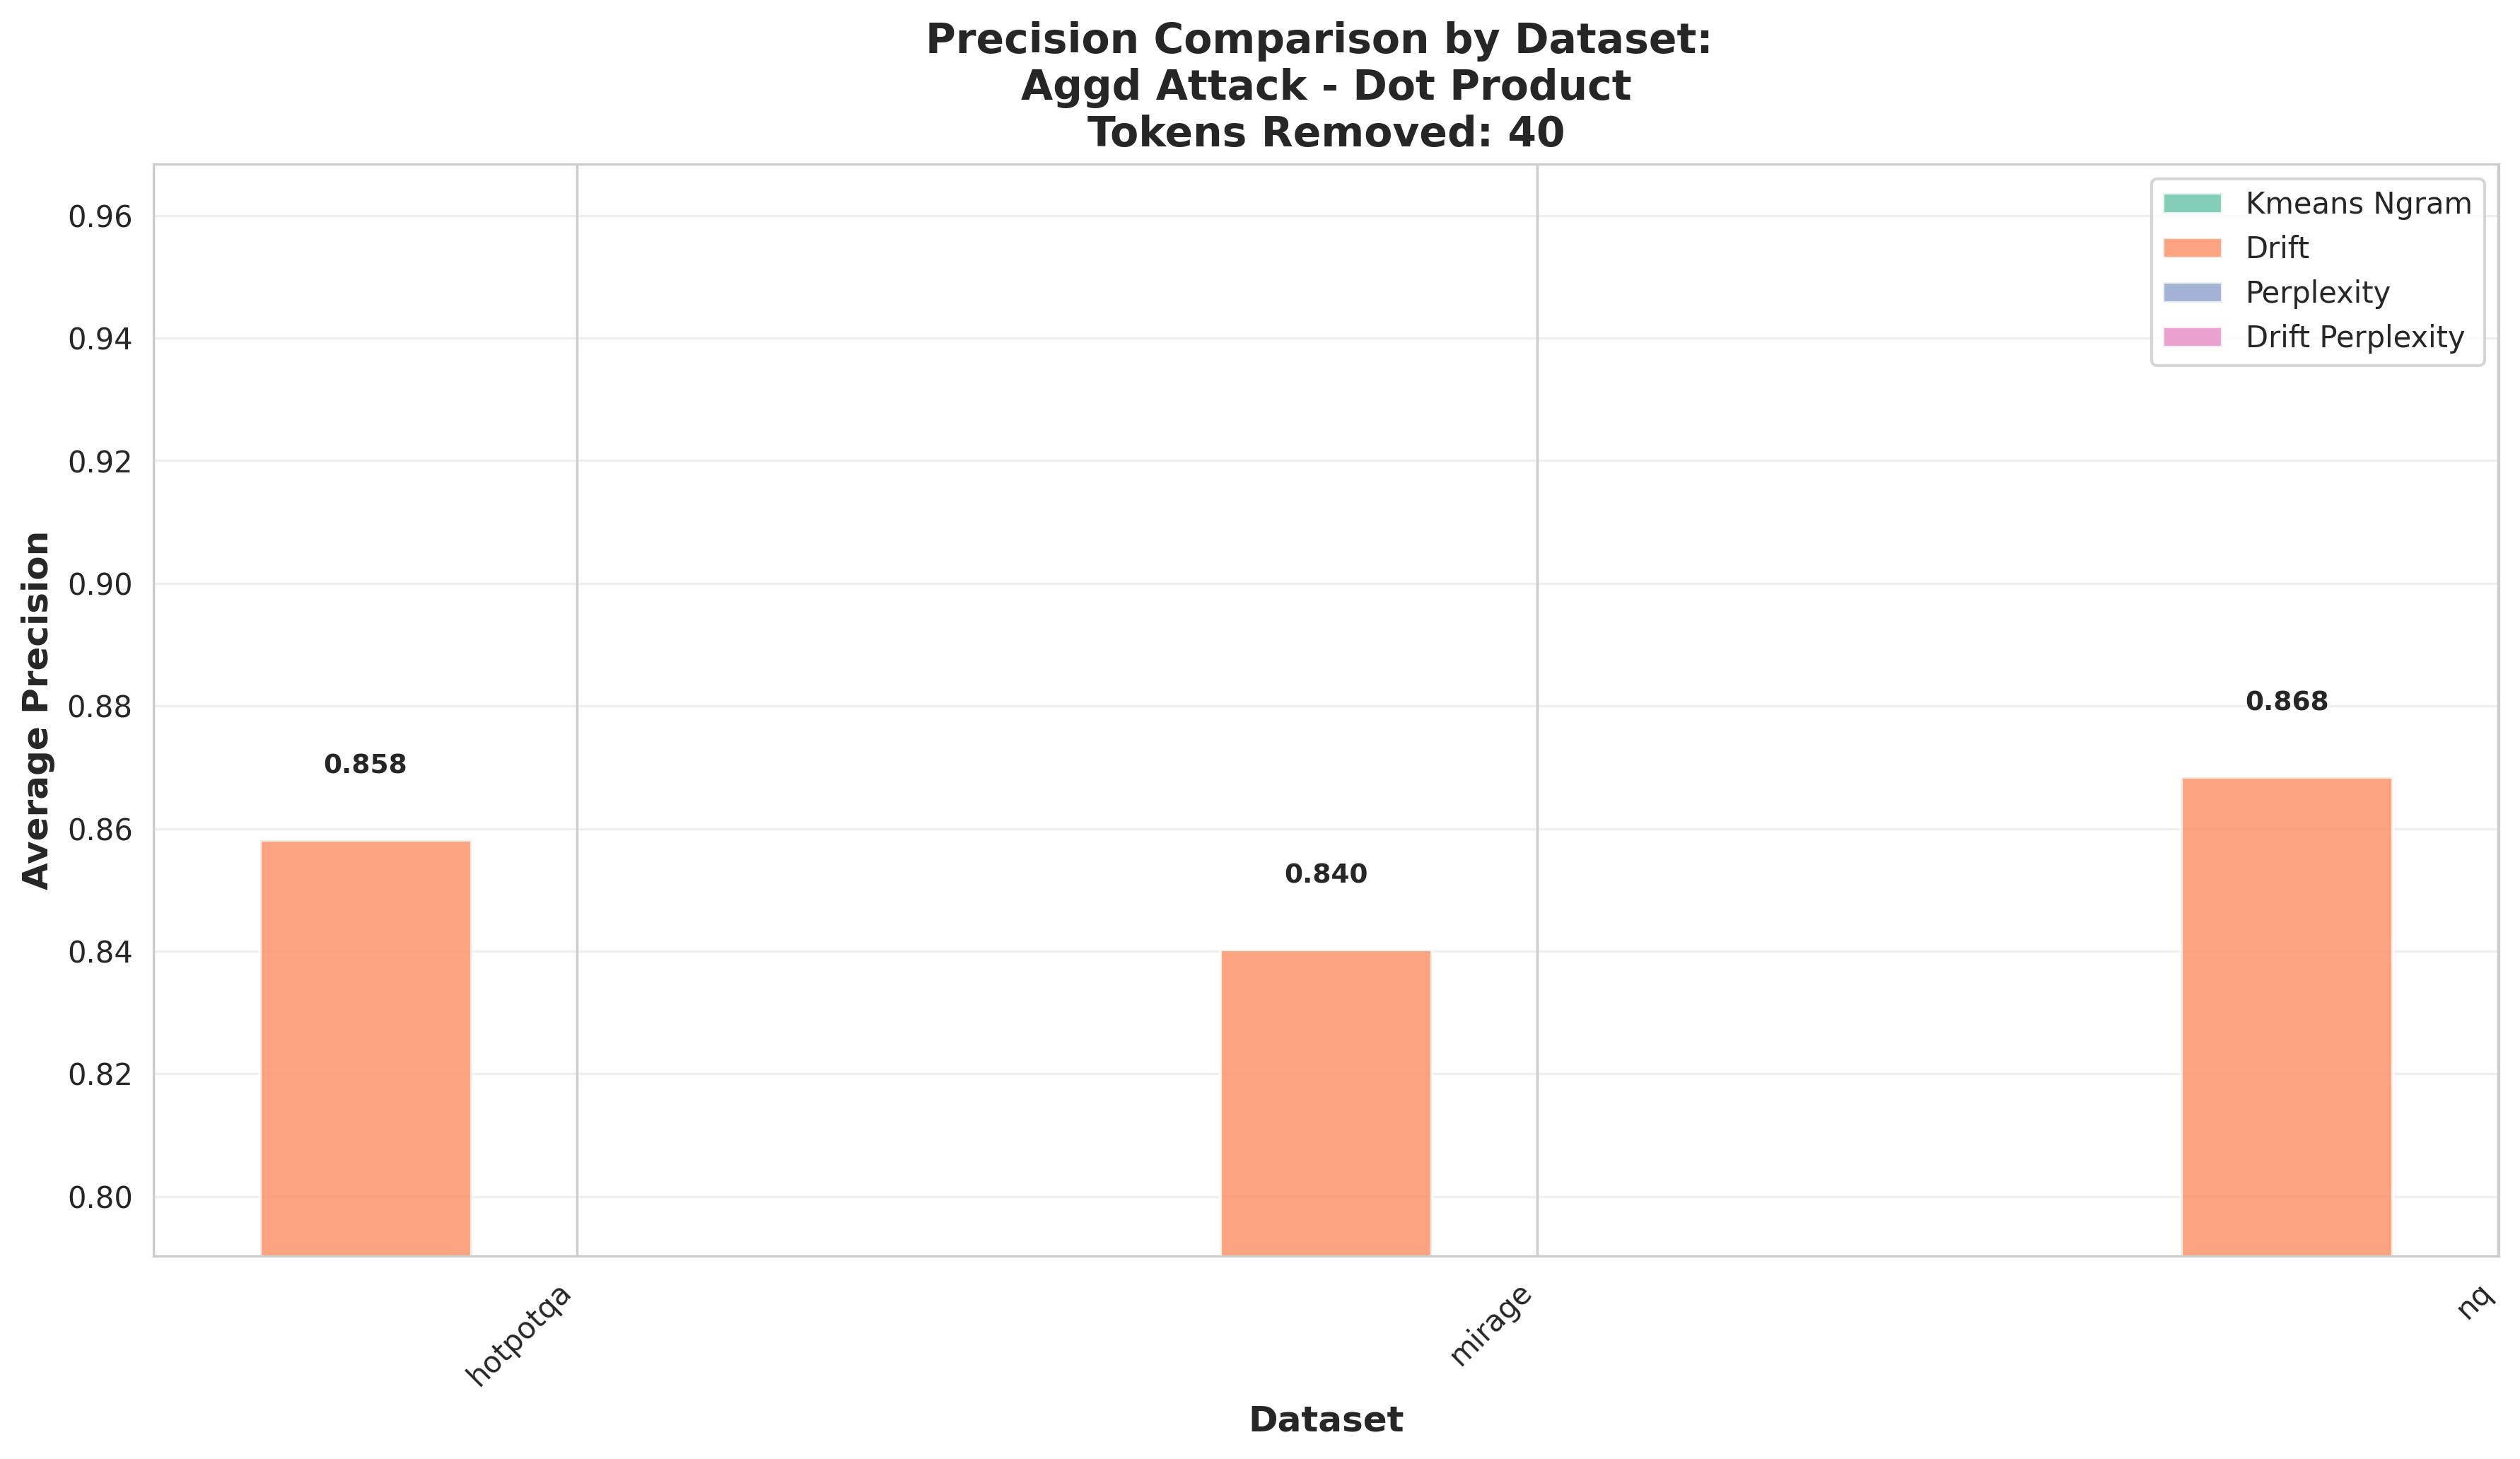 Precision Comparison by Dataset:
Aggd Attack - Dot Product
Tokens Removed: 40
Average Precision
0.96
0.94
0.92
0.90
0.88
0.86
0.84
0.82
0.80
Kmeans Ngram
Drift
Perplexity
Drift Perplexity
0.858
0.840
0.868
hotpotqa
mirage
nq
Dataset